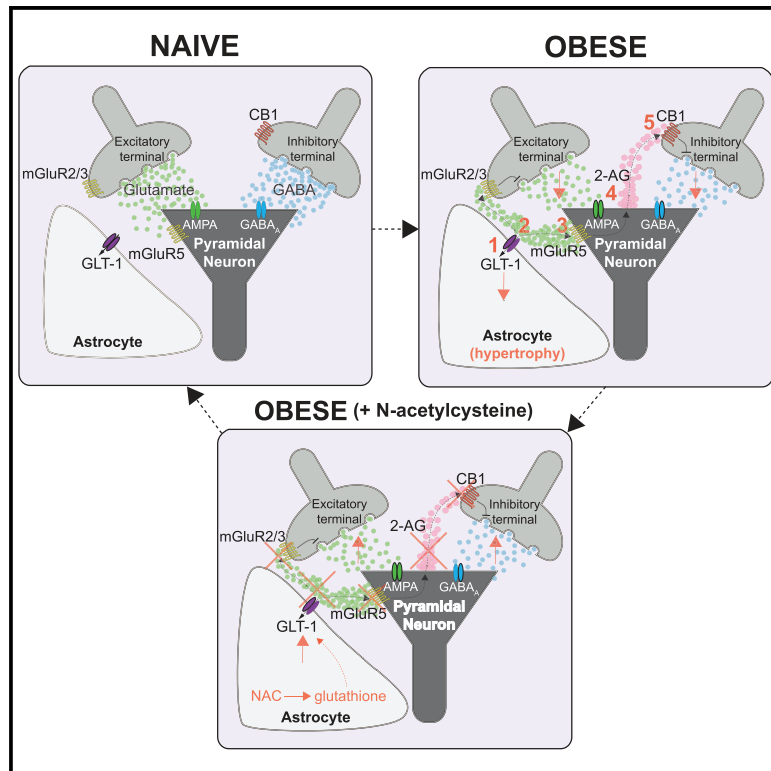 NAIVE
CB1
Excitatory
terminal
Inhibitory
terminal
mGluR2/3
Glutamate
GABA
AMPA
GABAA
mGluR5
Pyramidal
Neuron
GLT-1
Astrocyte
OBESE
5
CB1
Excitatory
terminal
Inhibitory
terminal
mGluR2/3
2-AG
4
2
3
AMPA
GABAA
1
mGluR5
Pyramidal
Neuron
GLT-1
Astrocyte
(hypertrophy)
OBESE (+ N-acetylcysteine)
CB1
Excitatory
terminal
Inhibitory
terminal
2-AG
mGluR2/3
AMPA
GABAA
mGluR5
Pyramidal
Neuron
GLT-1
NAC glutathione
Astrocyte